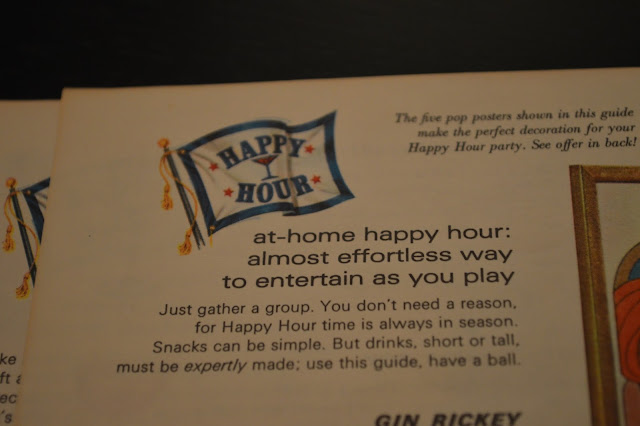 HAPPY
HOUR
The five pop posters shown in this guide
make the perfect decoration for your
Happy Hour party. See offer in back!
at-home happy hour:
almost effortless way
to entertain as you play
Just gather a group. You don't need a reason,
for Happy Hour time is always in season.
Snacks can be simple. But drinks, short or tall,
must be expertly made; use this guide, have a ball.
GIN RICKEY